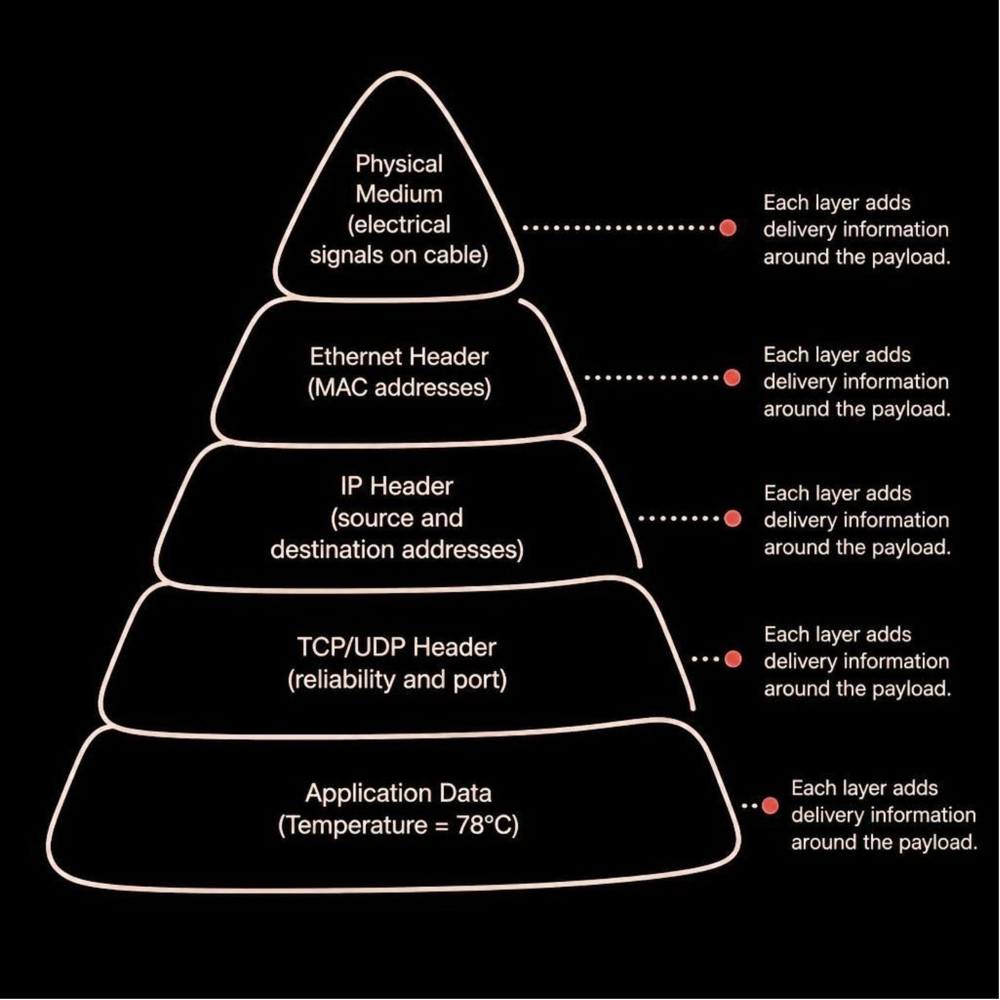 Physical
Medium
(electrical
signals on cable)
Each layer adds
delivery information
around the payload.
Ethernet Header
(MAC addresses)
Each layer adds
delivery information
around the payload.
IP Header
(source and
destination addresses)
Each layer adds
delivery information
around the payload.
TCP/UDP Header
(reliability and port)
Each layer adds
delivery information
around the payload.
Application Data
(Temperature = 78°C)
Each layer adds
delivery information
around the payload.